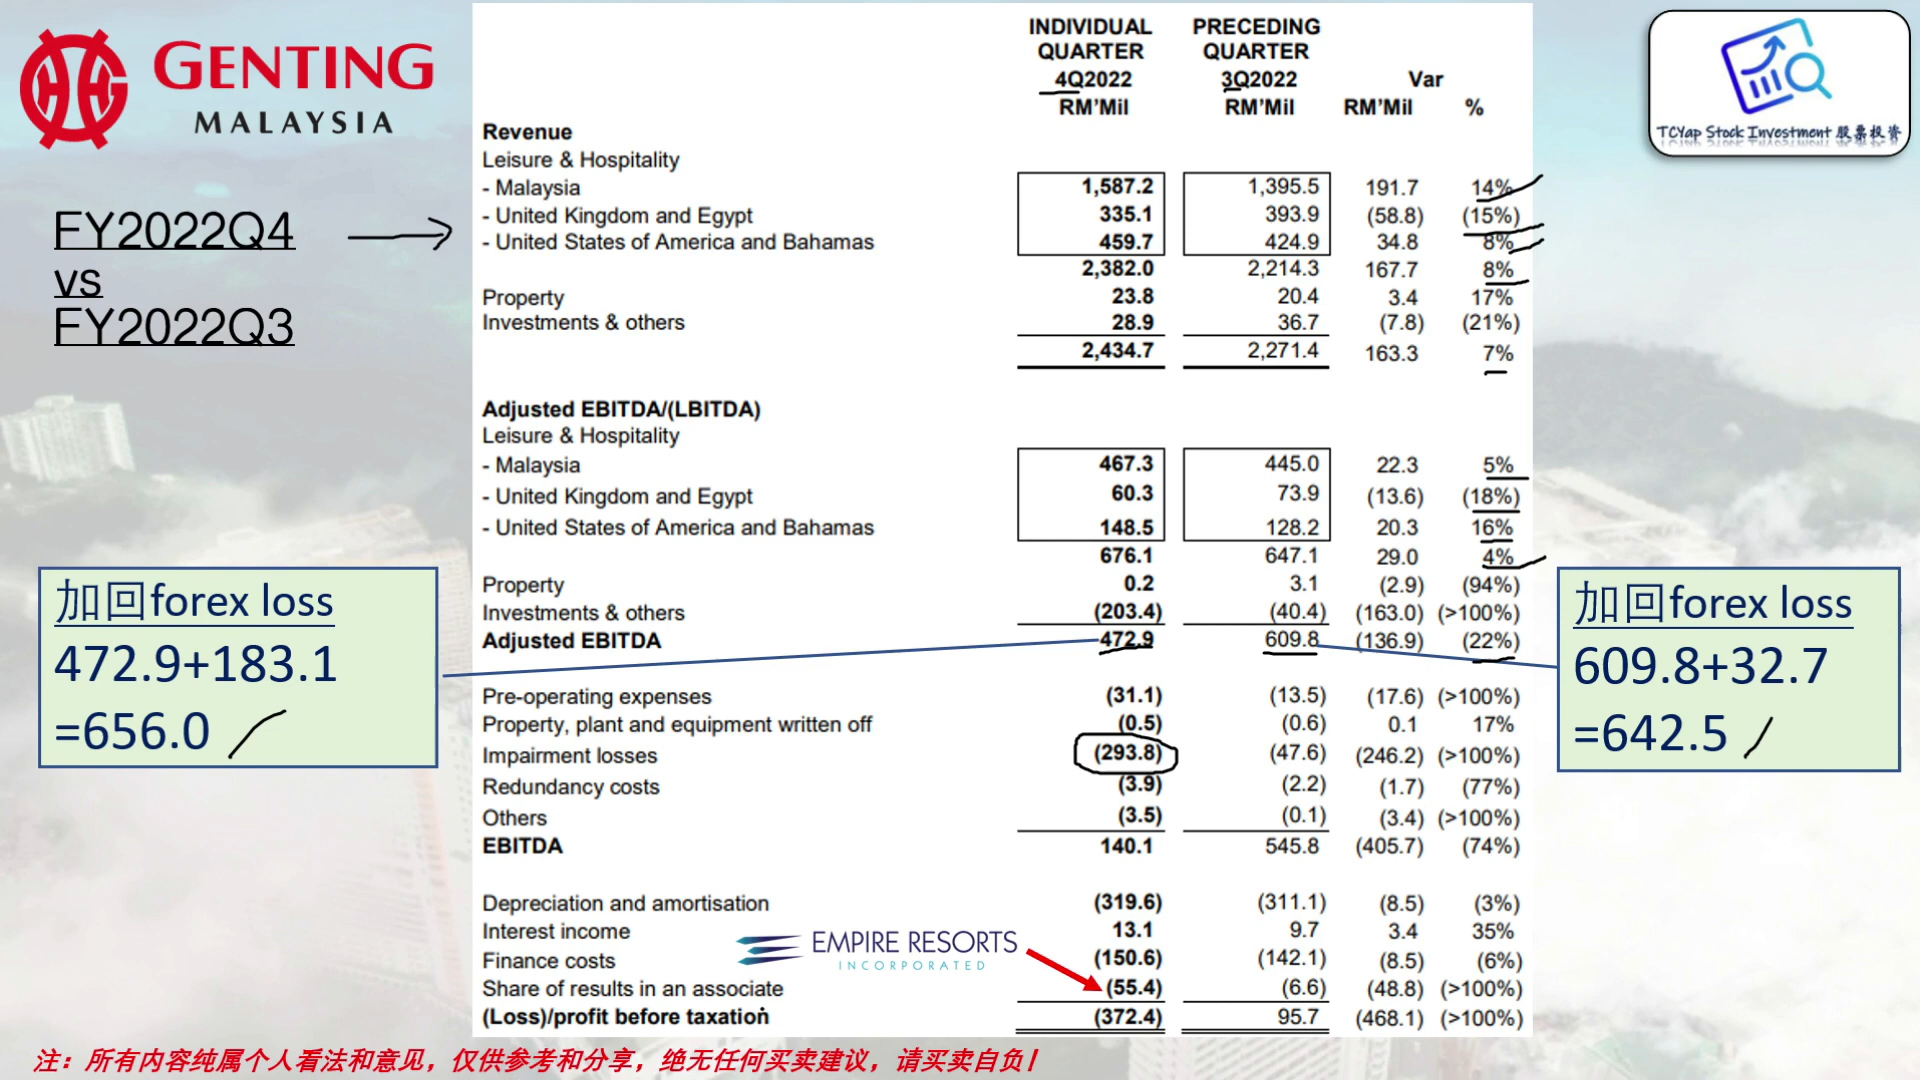 GENTING
MALAYSIA
TCYap Stock Investment 股票投资
FY2022Q4
vs
FY2022Q3
INDIVIDUAL QUARTER PRECEDING QUARTER
4Q2022 3Q2022 Var
RM'Mil RM'Mil RM'Mil %
Revenue
Leisure & Hospitality
- Malaysia 1,587.2 1,395.5 191.7 14%
- United Kingdom and Egypt 335.1 393.9 (58.8) (15%)
- United States of America and Bahamas 459.7 424.9 34.8 8%
2,382.0 2,214.3 167.7 8%
Property 23.8 20.4 3.4 17%
Investments & others 28.9 36.7 (7.8) (21%)
2,434.7 2,271.4 163.3 7%
Adjusted EBITDA/(LBITDA)
Leisure & Hospitality
- Malaysia 467.3 445.0 22.3 5%
- United Kingdom and Egypt 60.3 73.9 (13.6) (18%)
- United States of America and Bahamas 148.5 128.2 20.3 16%
676.1 647.1 29.0 4%
Property 0.2 3.1 (2.9) (94%)
Investments & others (203.4) (40.4) (163.0) (>100%)
Adjusted EBITDA 472.9 609.8 (136.9) (22%)
Pre-operating expenses (31.1) (13.5) (17.6) (>100%)
Property, plant and equipment written off (0.5) (0.6) 0.1 17%
Impairment losses (293.8) (47.6) (246.2) (>100%)
Redundancy costs (3.9) (2.2) (1.7) (77%)
Others (3.5) (0.1) (3.4) (>100%)
EBITDA 140.1 545.8 (405.7) (74%)
Depreciation and amortisation (319.6) (311.1) (8.5) (3%)
Interest income 13.1 9.7 3.4 35%
Finance costs (150.6) (142.1) (8.5) (6%)
Share of results in an associate (55.4) (6.6) (48.8) (>100%)
(Loss)/profit before taxation (372.4) 95.7 (468.1) (>100%)
EMPIRE RESORTS
INCORPORATED
加回forex loss
472.9+183.1
=656.0
加回forex loss
609.8+32.7
=642.5
注：所有内容纯属个人看法和意见，仅供参考和分享，绝无任何买卖建议，请买卖自负！